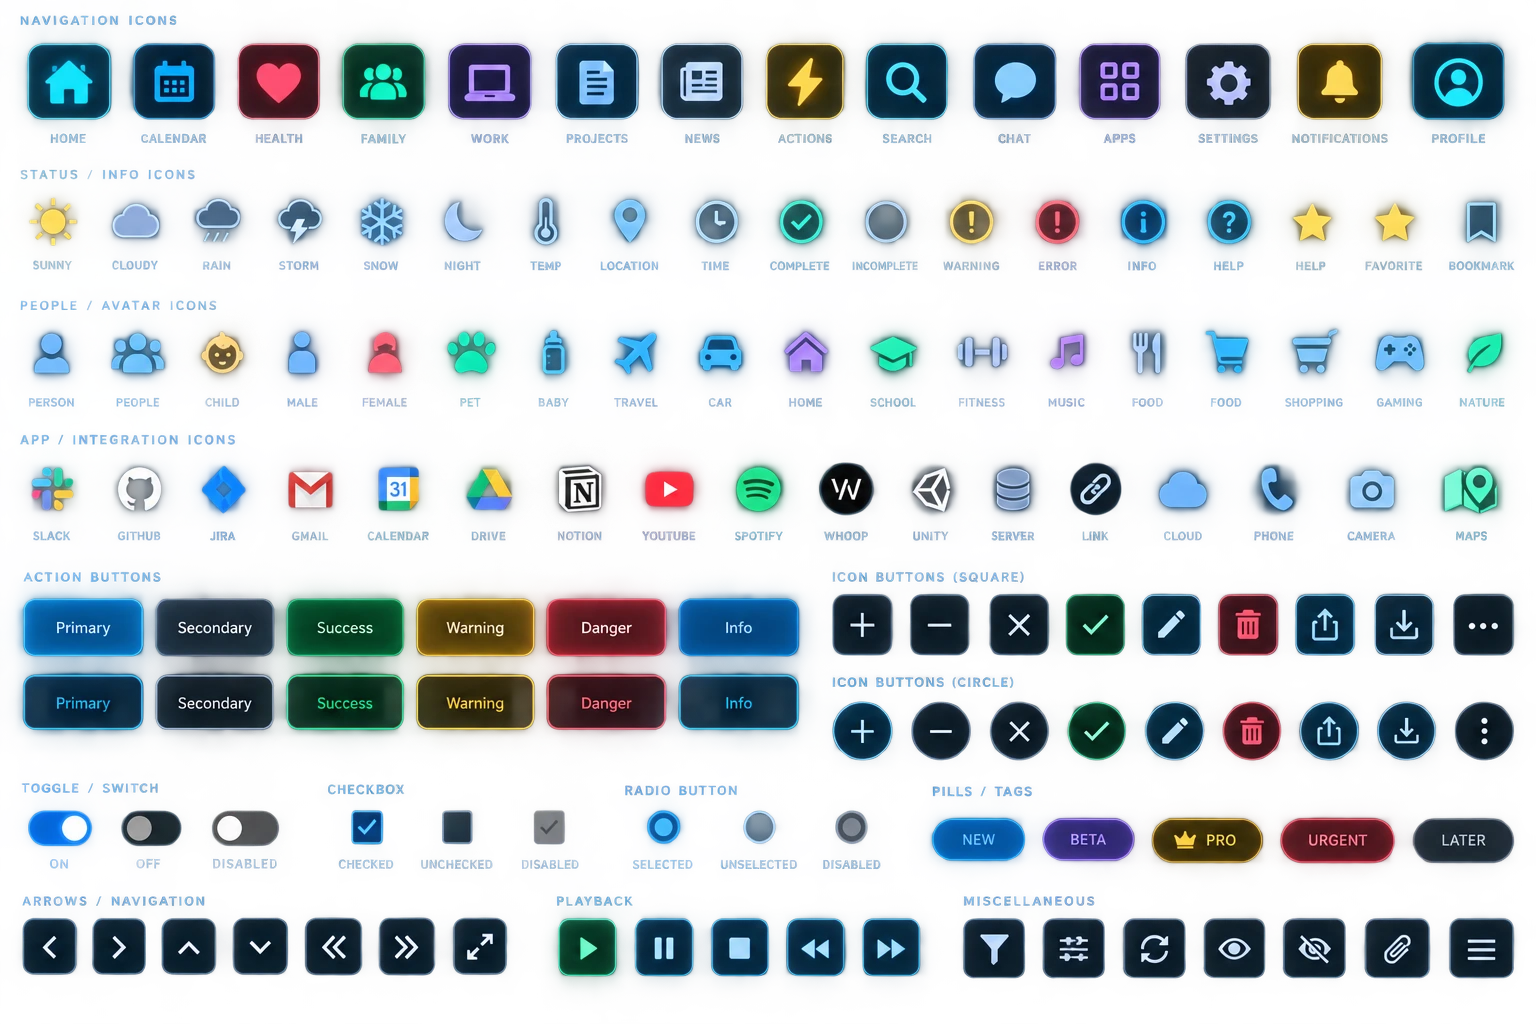 NAVIGATION ICONS
HOME CALENDAR HEALTH FAMILY WORK PROJECTS NEWS ACTIONS SEARCH CHAT APPS SETTINGS NOTIFICATIONS PROFILE
STATUS / INFO ICONS
SUNNY CLOUDY RAIN STORM SNOW NIGHT TEMP LOCATION TIME COMPLETE INCOMPLETE WARNING ERROR INFO HELP HELP FAVORITE BOOKMARK
PEOPLE / AVATAR ICONS
PERSON PEOPLE CHILD MALE FEMALE PET BABY TRAVEL CAR HOME SCHOOL FITNESS MUSIC FOOD FOOD SHOPPING GAMING NATURE
APP / INTEGRATION ICONS
31 N W
SLACK GITHUB JIRA GMAIL CALENDAR DRIVE NOTION YOUTUBE SPOTIFY WHOOP UNITY SERVER LINK CLOUD PHONE CAMERA MAPS
ACTION BUTTONS
Primary Secondary Success Warning Danger Info
Primary Secondary Success Warning Danger Info
ICON BUTTONS (SQUARE)
ICON BUTTONS (CIRCLE)
TOGGLE / SWITCH
ON OFF DISABLED
CHECKBOX
CHECKED UNCHECKED DISABLED
RADIO BUTTON
SELECTED UNSELECTED DISABLED
PILLS / TAGS
NEW BETA PRO URGENT LATER
ARROWS / NAVIGATION
PLAYBACK
MISCELLANEOUS